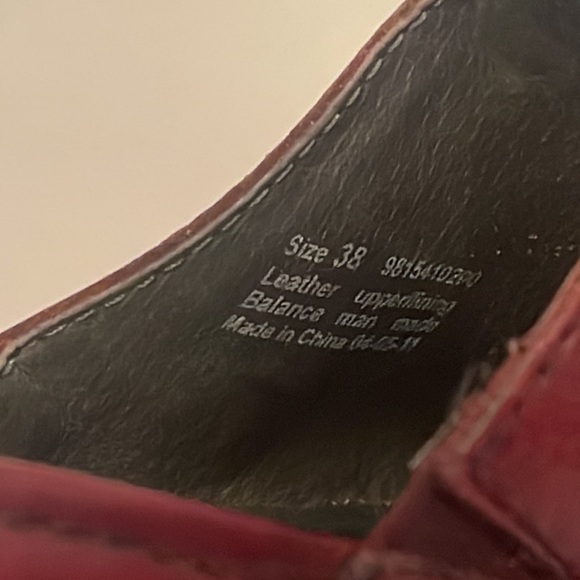 Size 38 9815410200
Leather upper/lining
Balance man made
Made in China 04-05-11